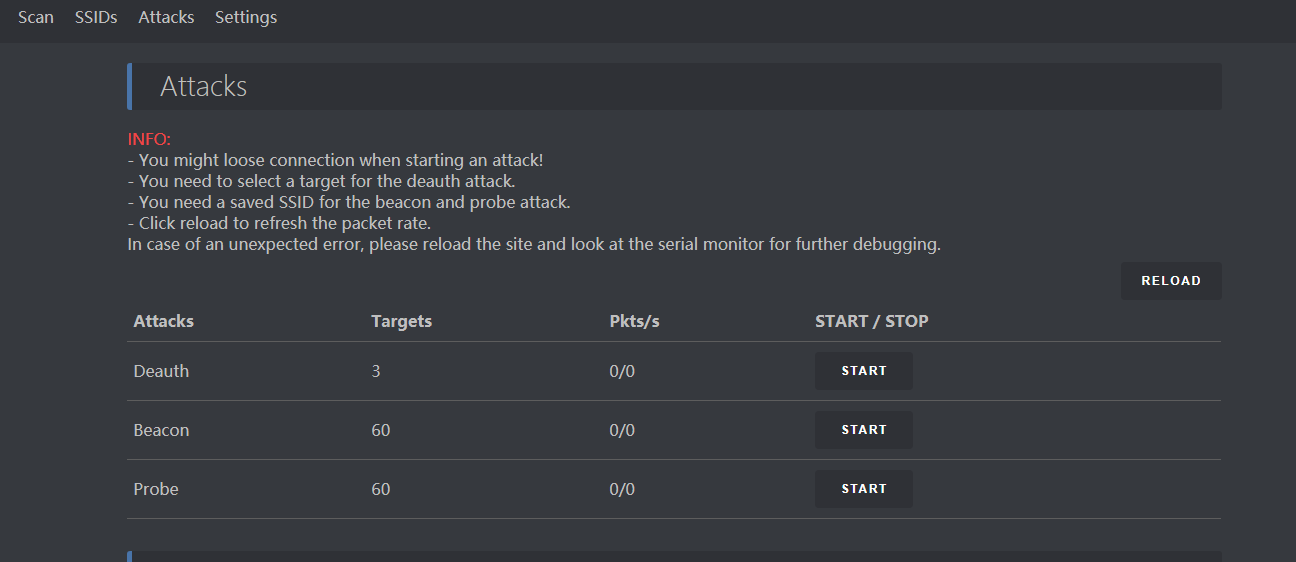 Scan SSIDs Attacks Settings
Attacks
INFO:
- You might loose connection when starting an attack!
- You need to select a target for the deauth attack.
- You need a saved SSID for the beacon and probe attack.
- Click reload to refresh the packet rate.
In case of an unexpected error, please reload the site and look at the serial monitor for further debugging.
RELOAD
Attacks Targets Pkts/s START / STOP
Deauth 3 0/0 START
Beacon 60 0/0 START
Probe 60 0/0 START